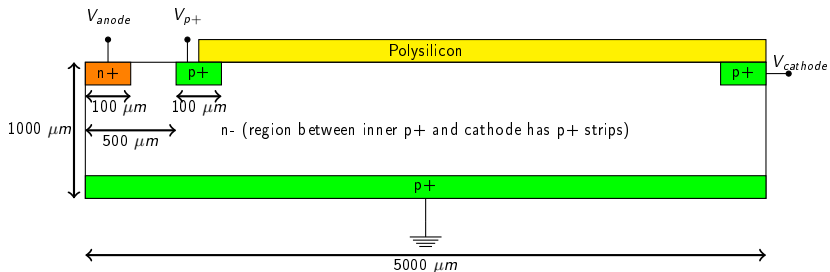 V_anode
V_p+
Polysilicon
V_cathode
n+
p+
p+
100 μm
100 μm
1000 μm
500 μm
n- (region between inner p+ and cathode has p+ strips)
p+
5000 μm